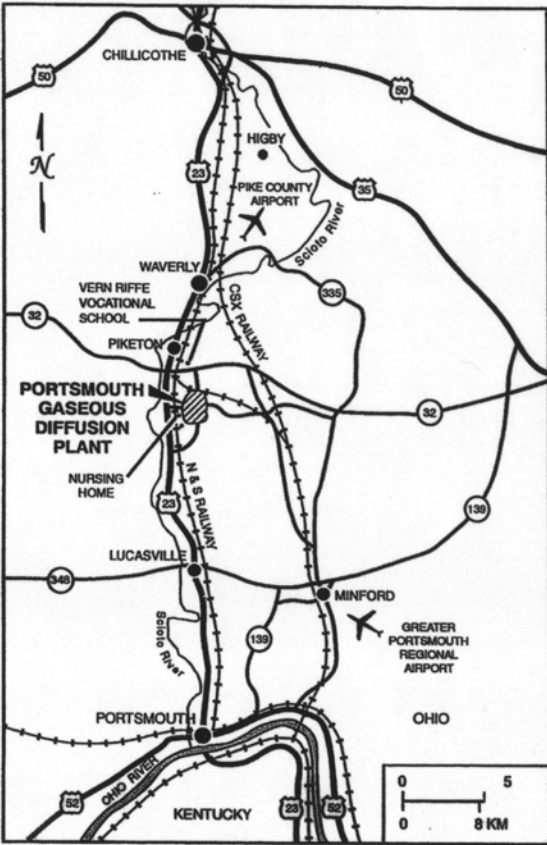 CHILLICOTHE
50
50
N
23
HIGBY
35
PIKE COUNTY
AIRPORT
Scioto River
WAVERLY
VERN RIFFE
VOCATIONAL
SCHOOL
335
CSX RAILWAY
32
PIKETON
PORTSMOUTH
GASEOUS
DIFFUSION
PLANT
32
NURSING
HOME
N & S RAILWAY
23
139
LUCASVILLE
348
MINFORD
Scioto River
139
GREATER
PORTSMOUTH
REGIONAL
AIRPORT
PORTSMOUTH
OHIO
OHIO RIVER
52
KENTUCKY
23
52
0 5
0 8 KM